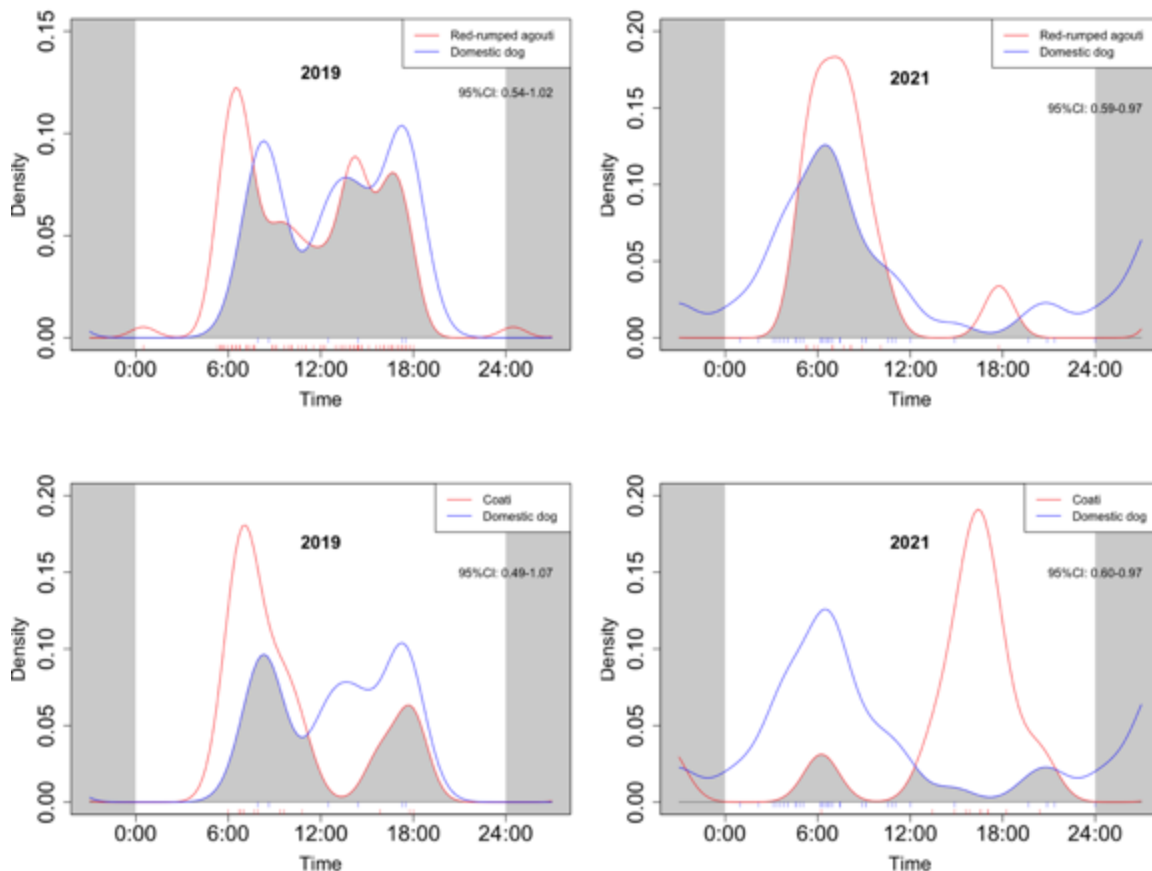 Red-rumped agouti
Domestic dog
2019
95%CI: 0.54-1.02
Density
0.00 0.05 0.10 0.15
0:00 6:00 12:00 18:00 24:00
Time
Red-rumped agouti
Domestic dog
2021
95%CI: 0.59-0.97
Density
0.00 0.05 0.10 0.15 0.20
0:00 6:00 12:00 18:00 24:00
Time
Coati
Domestic dog
2019
95%CI: 0.49-1.07
Density
0.00 0.05 0.10 0.15 0.20
0:00 6:00 12:00 18:00 24:00
Time
Coati
Domestic dog
2021
95%CI: 0.60-0.97
Density
0.00 0.05 0.10 0.15 0.20
0:00 6:00 12:00 18:00 24:00
Time